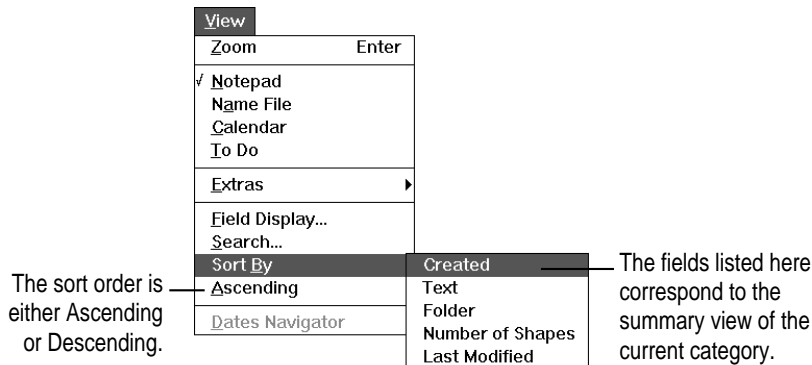 View
Zoom Enter
√ Notepad
Name File
Calendar
To Do
Extras
Field Display...
Search...
Sort By
Ascending
Dates Navigator
Created
Text
Folder
Number of Shapes
Last Modified
The sort order is
either Ascending
or Descending.
The fields listed here
correspond to the
summary view of the
current category.